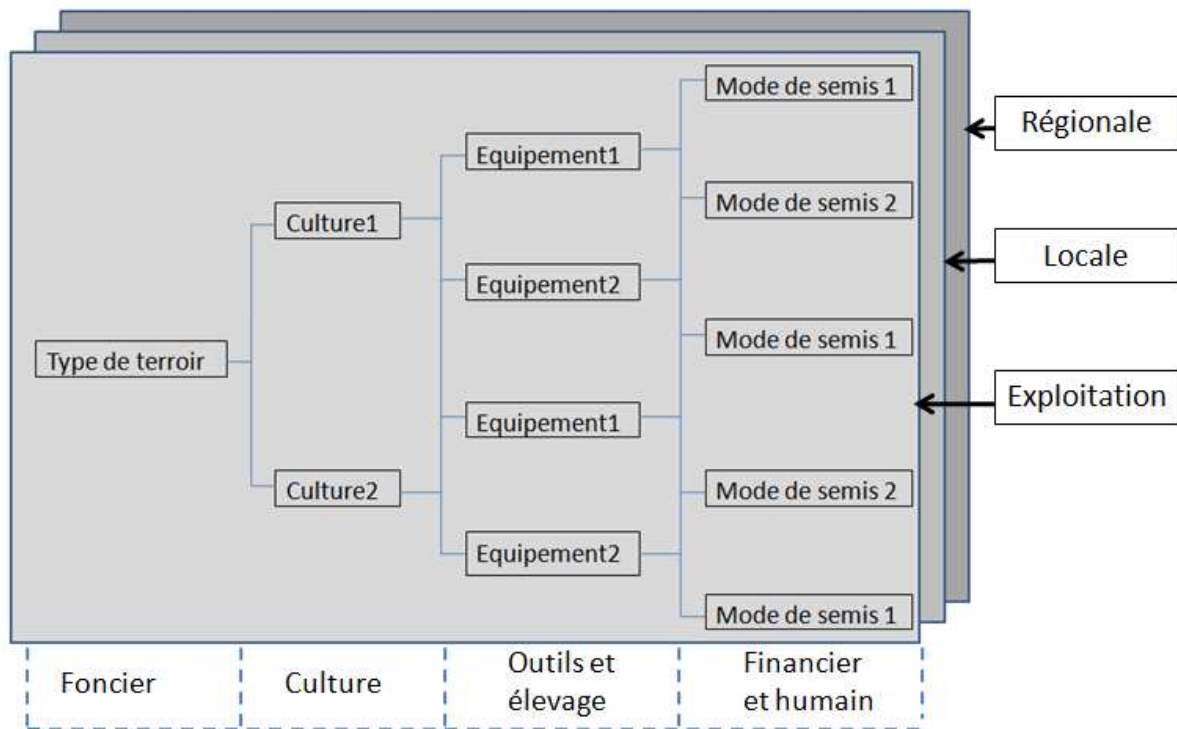 Type de terroir
Culture1
Culture2
Equipement1
Equipement2
Equipement1
Equipement2
Mode de semis 1
Mode de semis 2
Mode de semis 1
Mode de semis 2
Mode de semis 1
Régionale
Locale
Exploitation
Foncier
Culture
Outils et
élevage
Financier
et humain